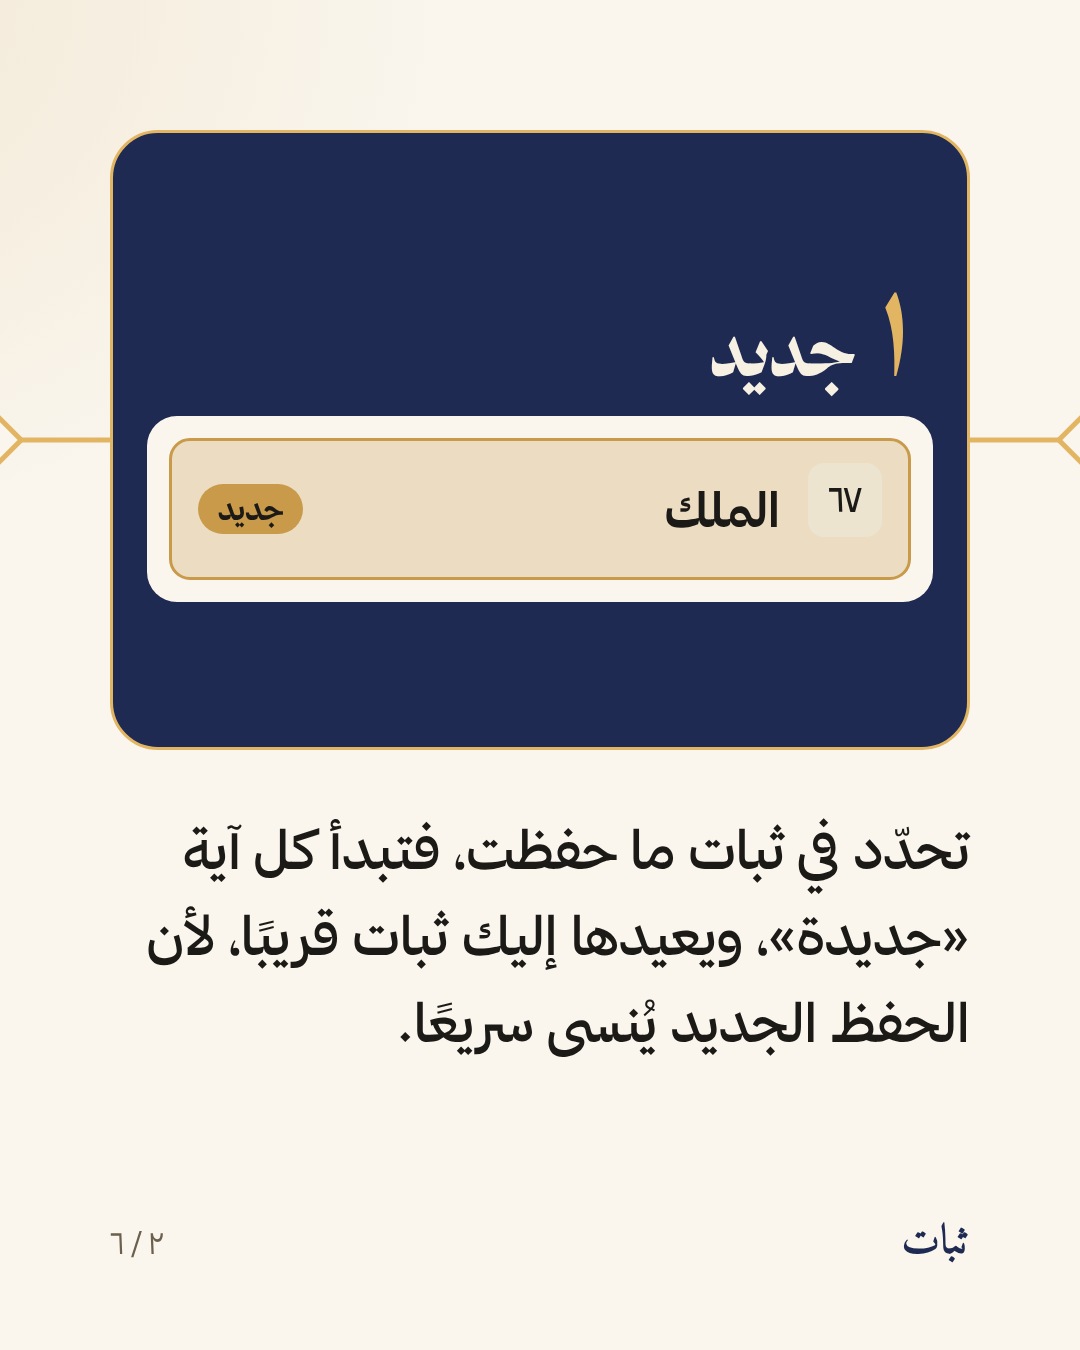 ١ جديد
٦٧ الملك جديد
تحدّد في ثبات ما حفظت، فتبدأ كل آية
«جديدة»، ويعيدها إليك ثبات قريبًا، لأن
الحفظ الجديد يُنسى سريعًا.
ثبات
٢ / ٦